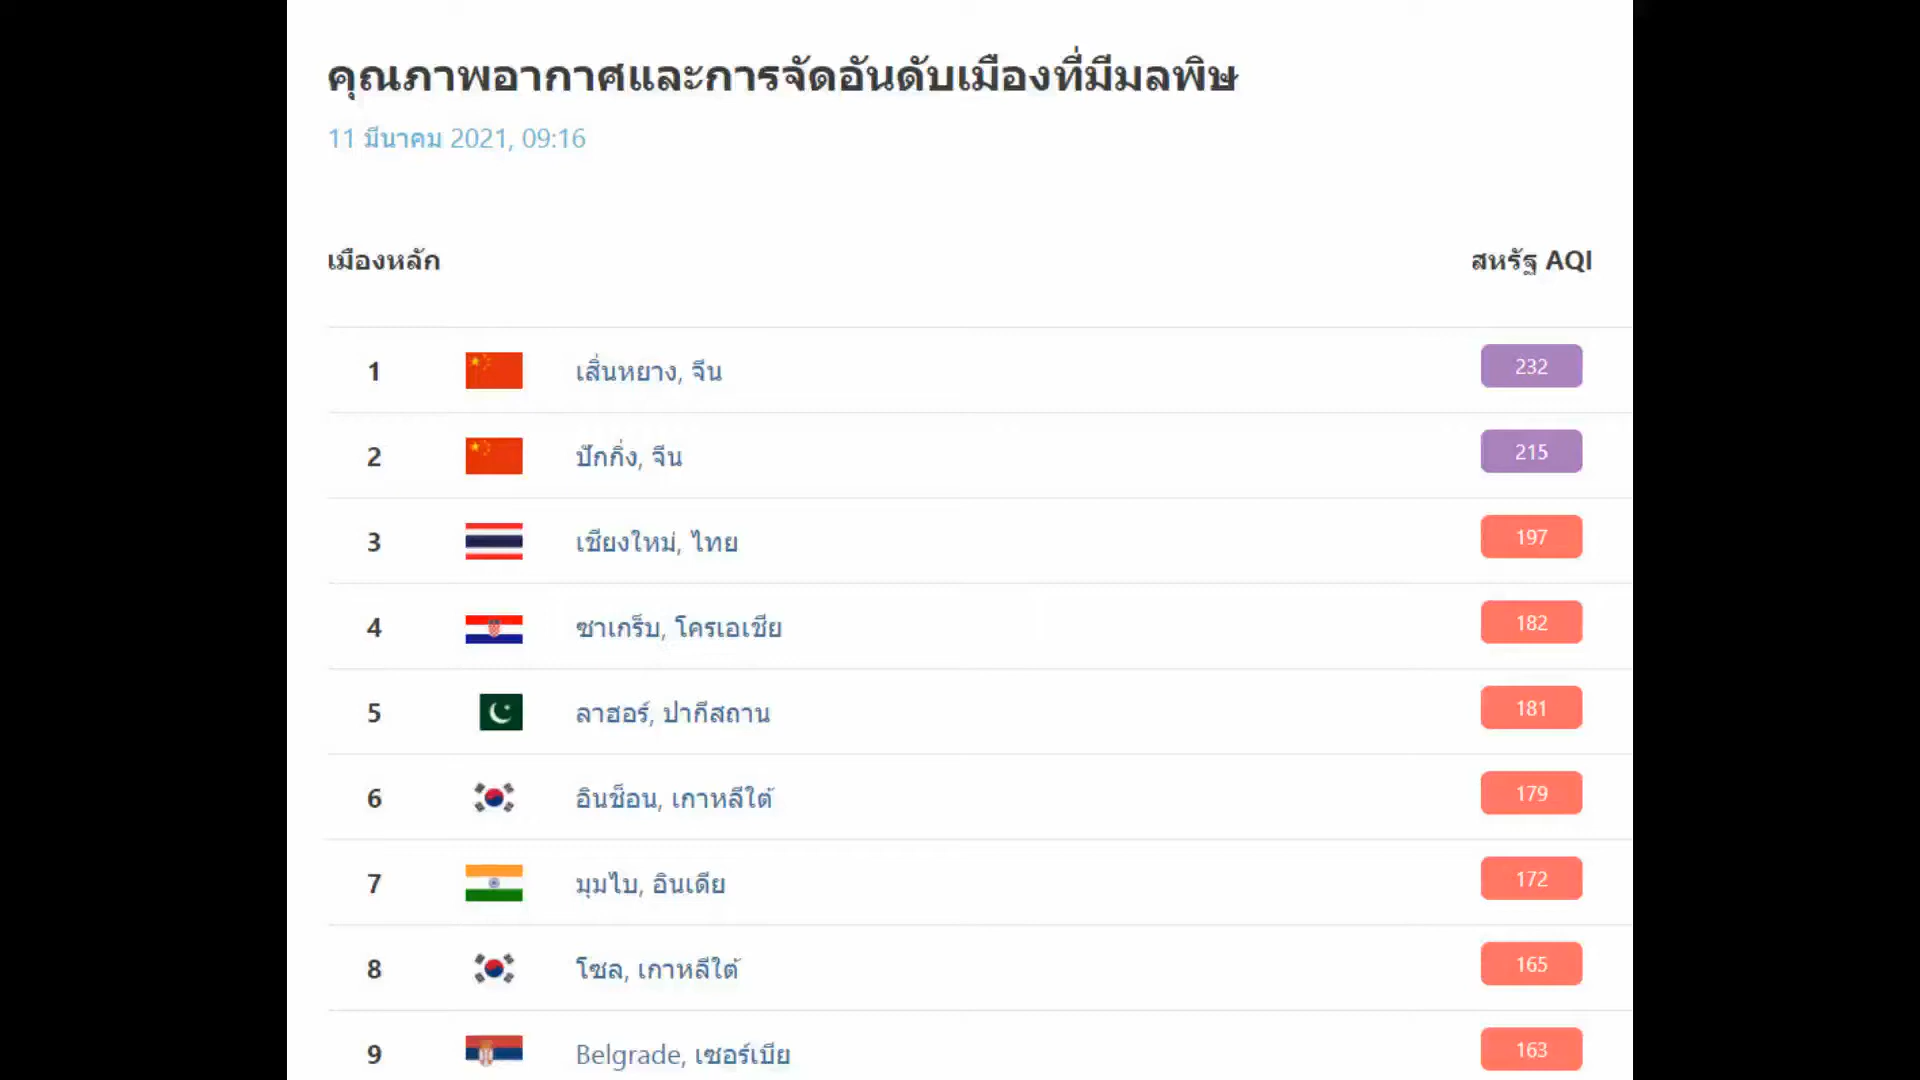 คุณภาพอากาศและการจัดอันดับเมืองที่มีมลพิษ
11 มีนาคม 2021, 09:16
เมืองหลัก สหรัฐ AQI
1 เสิ่นหยาง, จีน 232
2 ปักกิ่ง, จีน 215
3 เชียงใหม่, ไทย 197
4 ซาเกร็บ, โครเอเชีย 182
5 ลาฮอร์, ปากีสถาน 181
6 อินช็อน, เกาหลีใต้ 179
7 มุมไบ, อินเดีย 172
8 โซล, เกาหลีใต้ 165
9 Belgrade, เซอร์เบีย 163